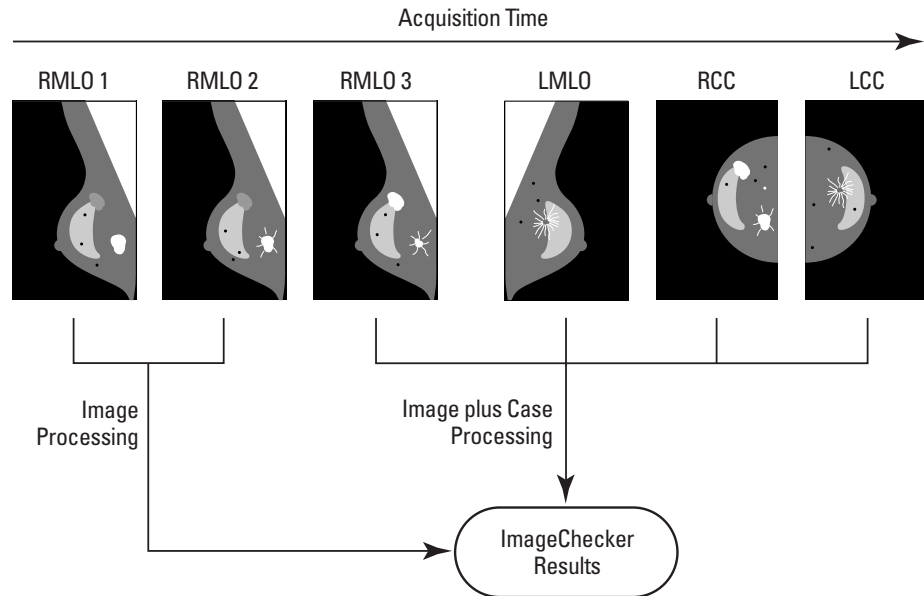 Acquisition Time
RMLO 1
RMLO 2
RMLO 3
LMLO
RCC
LCC
Image
Processing
Image plus Case
Processing
ImageChecker
Results